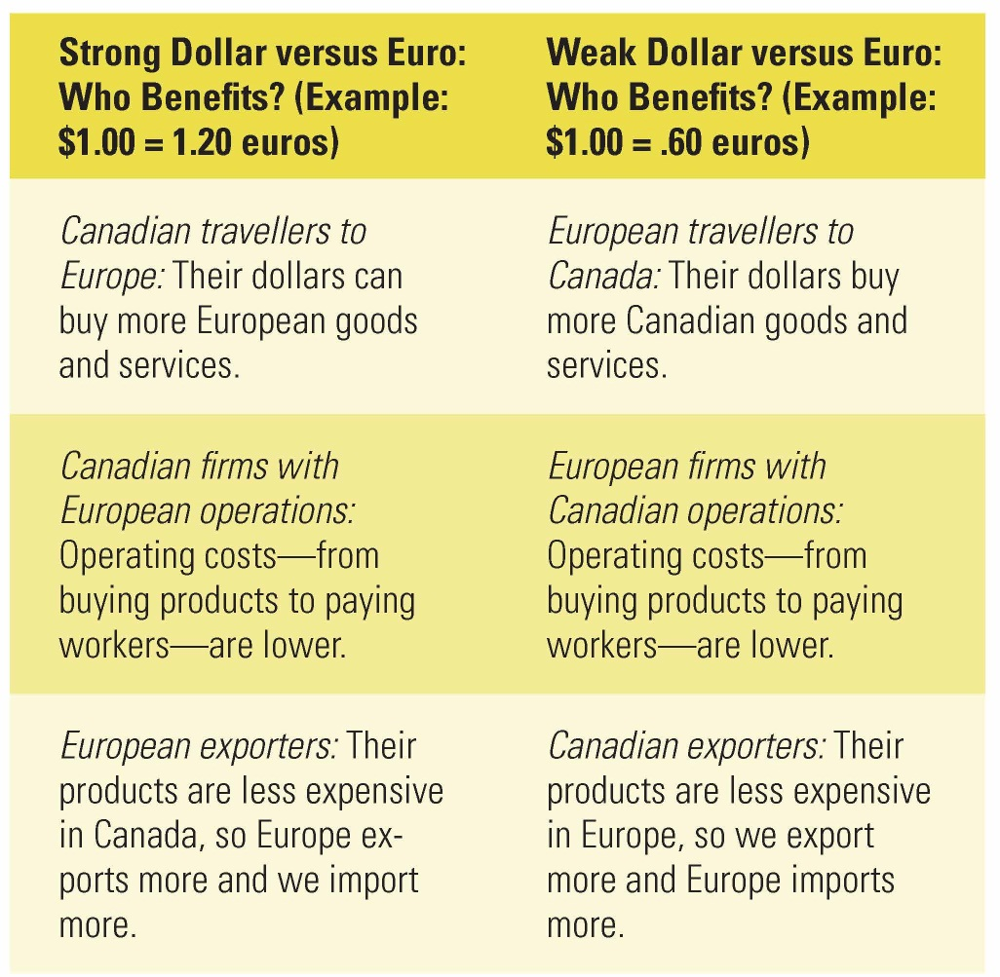 Strong Dollar versus Euro:
Who Benefits? (Example:
$1.00 = 1.20 euros)
Weak Dollar versus Euro:
Who Benefits? (Example:
$1.00 = .60 euros)
Canadian travellers to
Europe: Their dollars can
buy more European goods
and services.
European travellers to
Canada: Their dollars buy
more Canadian goods and
services.
Canadian firms with
European operations:
Operating costs—from
buying products to paying
workers—are lower.
European firms with
Canadian operations:
Operating costs—from
buying products to paying
workers—are lower.
European exporters: Their
products are less expensive
in Canada, so Europe ex-
ports more and we import
more.
Canadian exporters: Their
products are less expensive
in Europe, so we export
more and Europe imports
more.